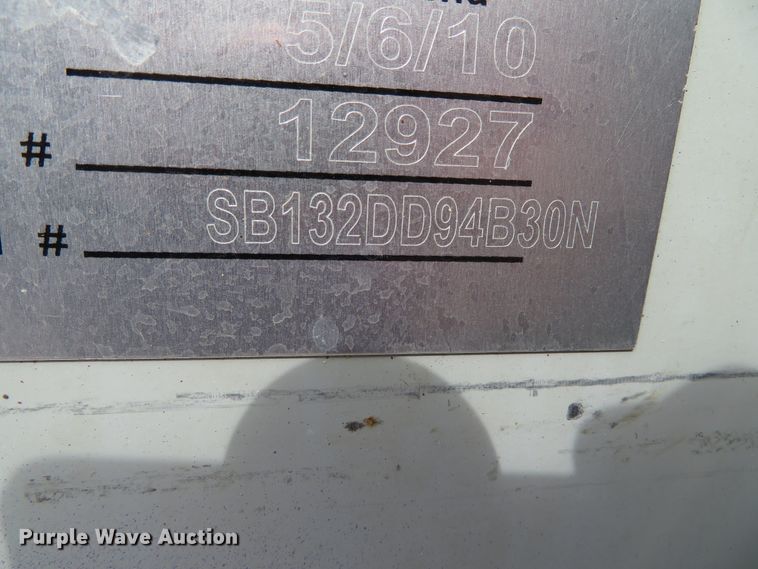 5/6/10
# 12927
# SB132DD94B30N
Purple Wave Auction